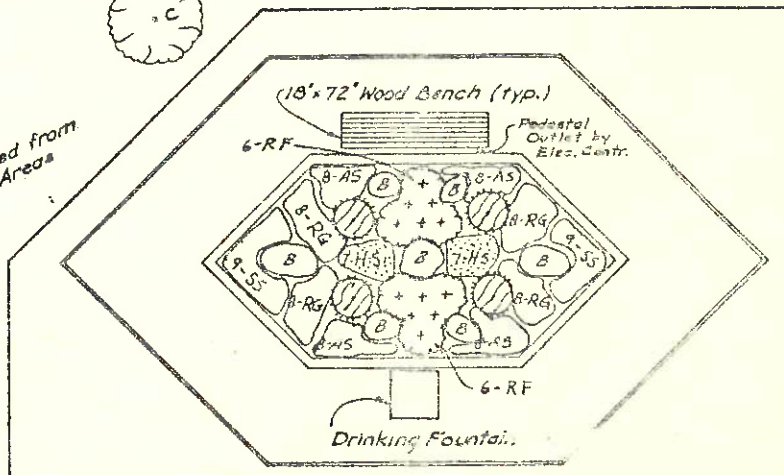 C
18"x72" Wood Bench (typ.)
ed from
Areas
Pedestal
Outlet by
Elec. Contr.
6-RF
8-AS
B
B
8-AS
8-RG
8-RG
9-SS
B
7-HS
B
7-HS
B
9-SS
8-RG
8-RG
8-AS
B
B
8-AS
6-RF
Drinking Fountain